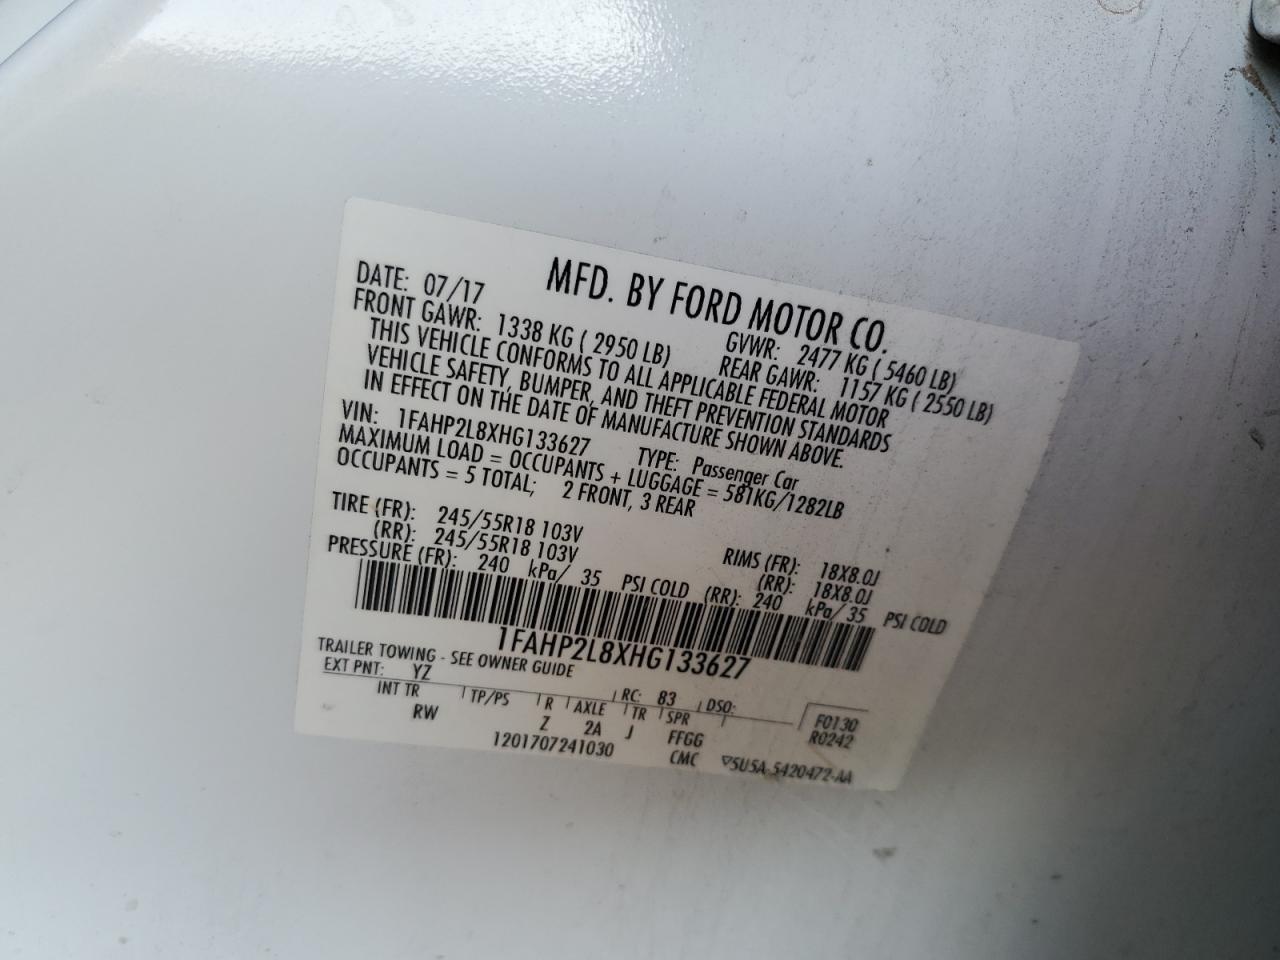 MFD. BY FORD MOTOR CO.
DATE: 07/17 GVWR: 2477 KG ( 5460 LB)
FRONT GAWR: 1338 KG ( 2950 LB) REAR GAWR: 1157 KG ( 2550 LB)
THIS VEHICLE CONFORMS TO ALL APPLICABLE FEDERAL MOTOR
VEHICLE SAFETY, BUMPER, AND THEFT PREVENTION STANDARDS
IN EFFECT ON THE DATE OF MANUFACTURE SHOWN ABOVE.
VIN: 1FAHP2L8XHG133627 TYPE: Passenger Car
MAXIMUM LOAD = OCCUPANTS + LUGGAGE = 581KG/1282LB
OCCUPANTS = 5 TOTAL; 2 FRONT, 3 REAR
TIRE (FR): 245/55R18 103V RIMS (FR): 18X8.0J
(RR): 245/55R18 103V (RR): 18X8.0J
PRESSURE (FR): 240 kPa/ 35 PSI COLD (RR): 240 kPa/35 PSI COLD
1FAHP2L8XHG133627
TRAILER TOWING - SEE OWNER GUIDE
EXT PNT: YZ RC: 83 DSO:
INT TR TP/PS R AXLE TR SPR F0130
RW Z 2A J FFGG R0242
1201707241030 CMC ▽5U5A-5420472-AA